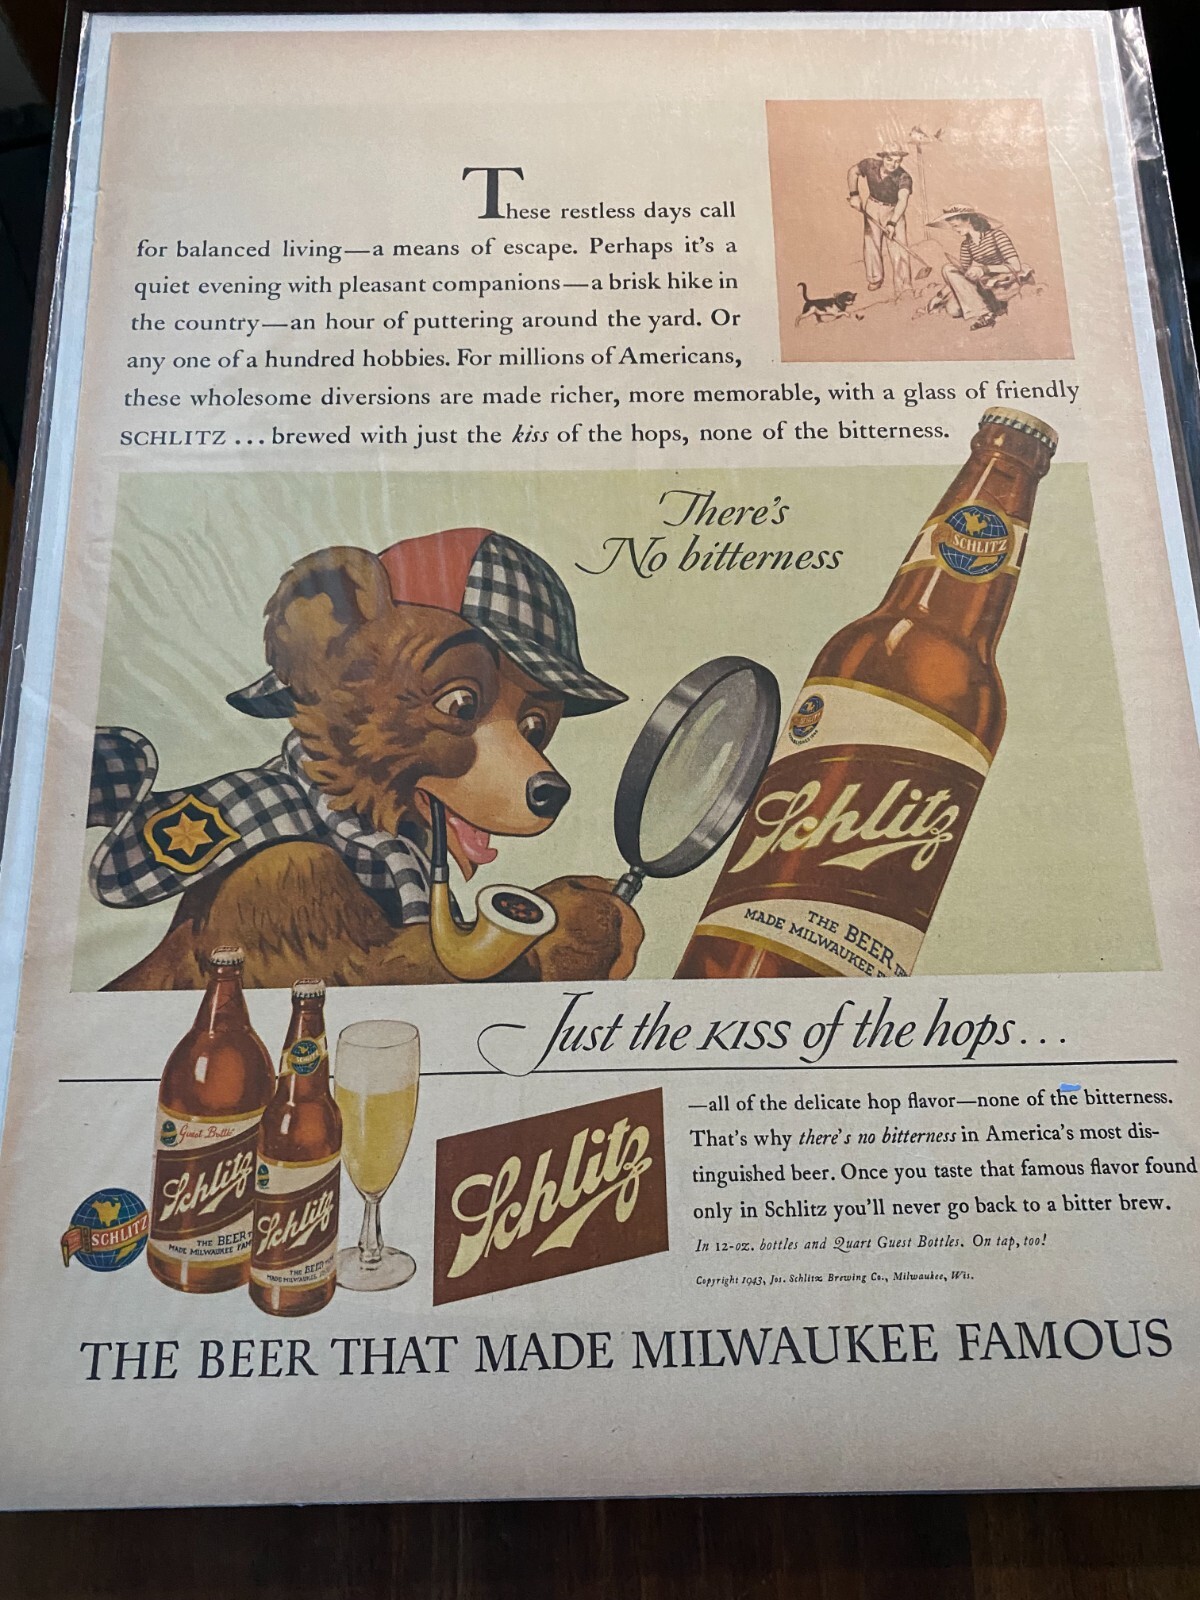 These restless days call
for balanced living—a means of escape. Perhaps it's a
quiet evening with pleasant companions—a brisk hike in
the country—an hour of puttering around the yard. Or
any one of a hundred hobbies. For millions of Americans,
these wholesome diversions are made richer, more memorable, with a glass of friendly
SCHLITZ ... brewed with just the kiss of the hops, none of the bitterness.
There's
No bitterness
SCHLITZ
Schlitz
THE BEER
MADE MILWAUKEE
Just the KISS of the hops...
—all of the delicate hop flavor—none of the bitterness.
That's why there's no bitterness in America's most dis-
tinguished beer. Once you taste that famous flavor found
only in Schlitz you'll never go back to a bitter brew.
In 12-oz. bottles and Quart Guest Bottles. On tap, too!
Copyright 1943, Jos. Schlitz Brewing Co., Milwaukee, Wis.
SCHLITZ
Guest Bottle
Schlitz
THE BEER
MADE MILWAUKEE FAM
SCHLITZ
Schlitz
THE BEER
MADE MILWAUKEE
Schlitz
THE BEER THAT MADE MILWAUKEE FAMOUS